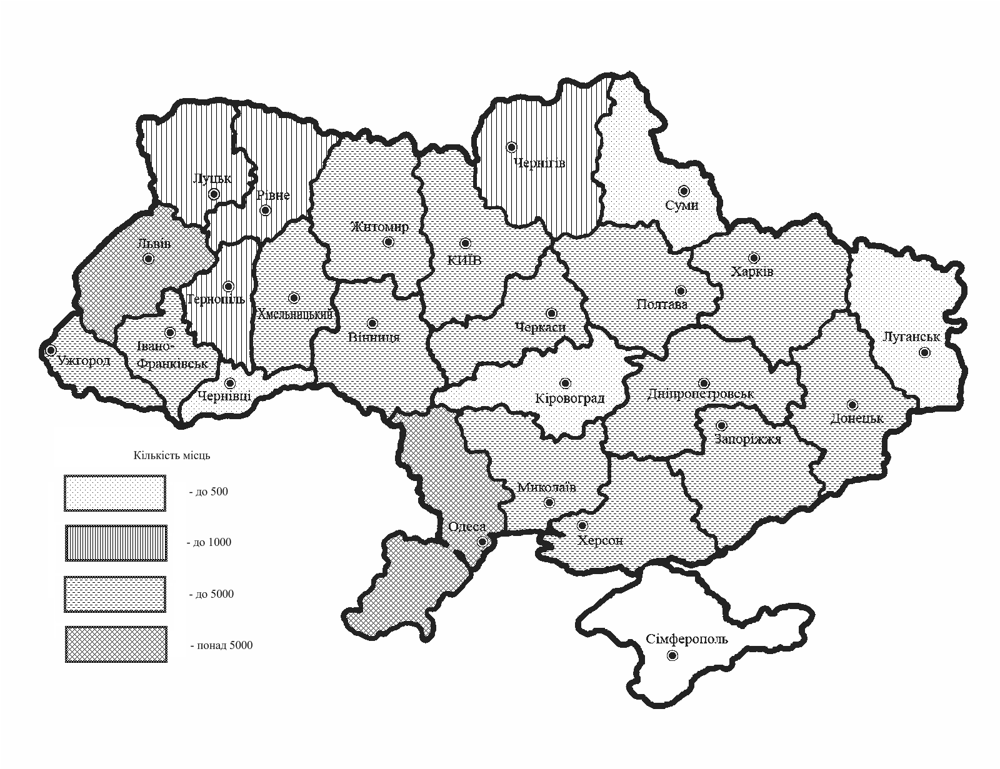 Чернігів
Луцьк
Рівне
Суми
Житомир
Львів
КИЇВ
Харків
Тернопіль
Полтава
Хмельницький
Черкаси
Вінниця
Луганськ
Івано-
Франківськ
Ужгород
Чернівці
Кіровоград
Дніпропетровськ
Донецьк
Запоріжжя
Кількість місць
Миколаїв
- до 500
Одеса
Херсон
- до 1000
- до 5000
Сімферополь
- понад 5000